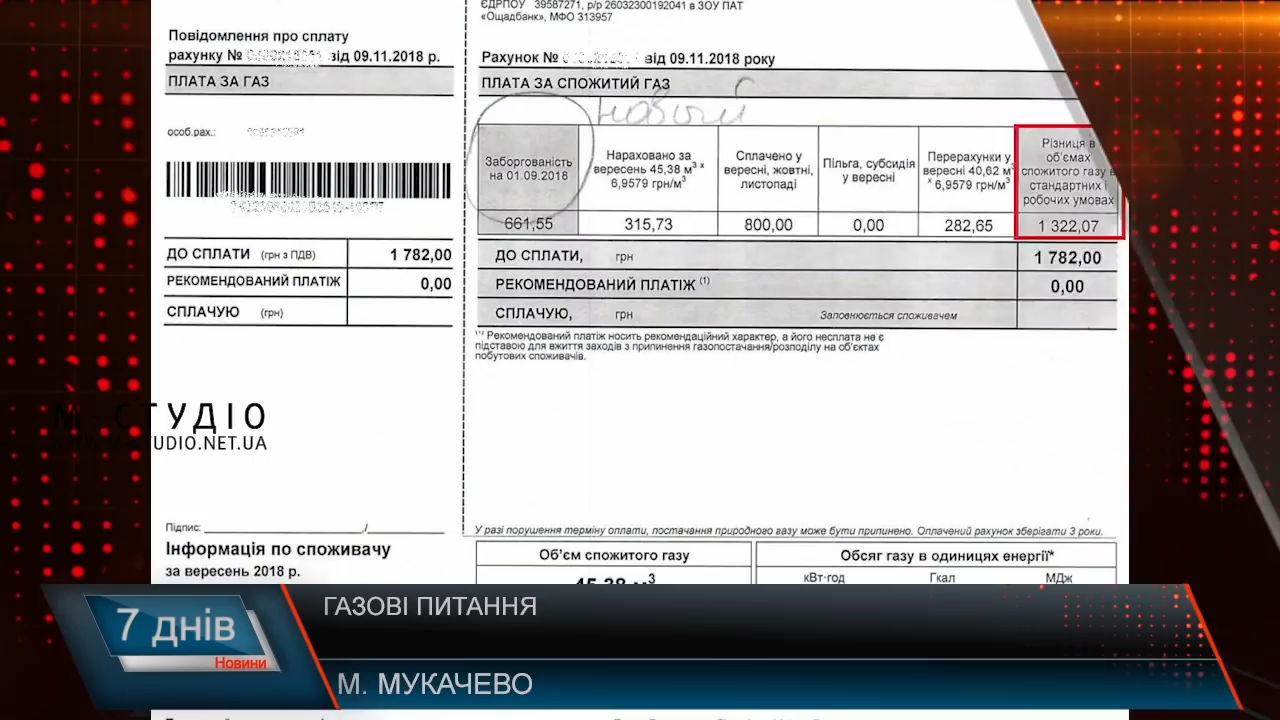 ЄДРПОУ 39587271, р/р 26032300192041 в ЗОУ ПАТ
«Ощадбанк», МФО 313957
Повідомлення про сплату
рахунку № від 09.11.2018 р.
ПЛАТА ЗА ГАЗ
особ.рах.:
ДО СПЛАТИ (грн з ПДВ) 1 782,00
РЕКОМЕНДОВАНИЙ ПЛАТІЖ 0,00
СПЛАЧУЮ (грн)
Підпис: /
Інформація по споживачу
за вересень 2018 р.
Рахунок № від 09.11.2018 року
ПЛАТА ЗА СПОЖИТИЙ ГАЗ
новый
Заборгованість
на 01.09.2018
661,55
Нараховано за
вересень 45,38 м³ х
6,9579 грн/м³
315,73
Сплачено у
вересні, жовтні,
листопаді
800,00
Пільга, субсидія
у вересні
0,00
Перерахунки у
вересні 40,62 м³
х 6,9579 грн/м³
282,65
Різниця в
об'ємах
спожитого газу в
стандартних і
робочих умовах
1 322,07
ДО СПЛАТИ, грн 1 782,00
РЕКОМЕНДОВАНИЙ ПЛАТІЖ (1) 0,00
СПЛАЧУЮ, грн Заповнюється споживачем
(1) Рекомендований платіж носить рекомендаційний характер, а його несплата не є
підставою для вжиття заходів з припинення газопостачання/розподілу на об'єктах
побутових споживачів.
У разі порушення терміну оплати, постачання природного газу може бути припинено. Оплачений рахунок зберігати 3 роки.
Об'єм спожитого газу
45,38 м³
Обсяг газу в одиницях енергії*
кВт·год Гкал МДж
М-СТУДІО
WWW.M-STUDIO.NET.UA
7 днів
Новини
ГАЗОВІ ПИТАННЯ
М. МУКАЧЕВО